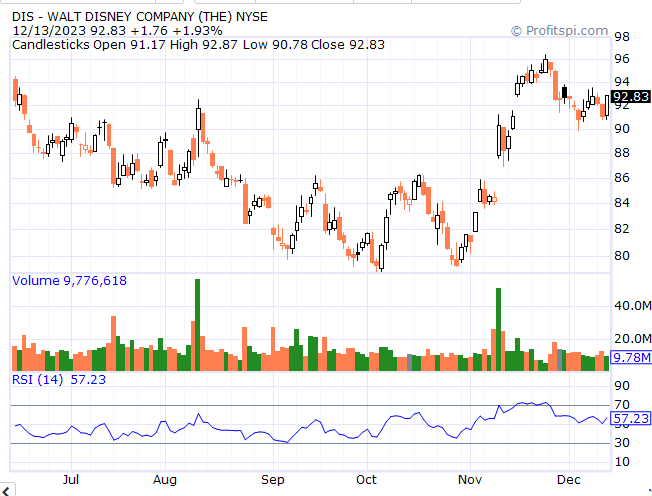 DIS - WALT DISNEY COMPANY (THE) NYSE
12/13/2023 92.83 +1.76 +1.93%
© Profitspi.com
Candlesticks Open 91.17 High 92.87 Low 90.78 Close 92.83
98
96
94
92.83
92
90
88
86
84
82
80
Volume 9,776,618
40.0M
20.0M
9.78M
RSI (14) 57.23
90
70
57.23
50
30
10
Jul Aug Sep Oct Nov Dec